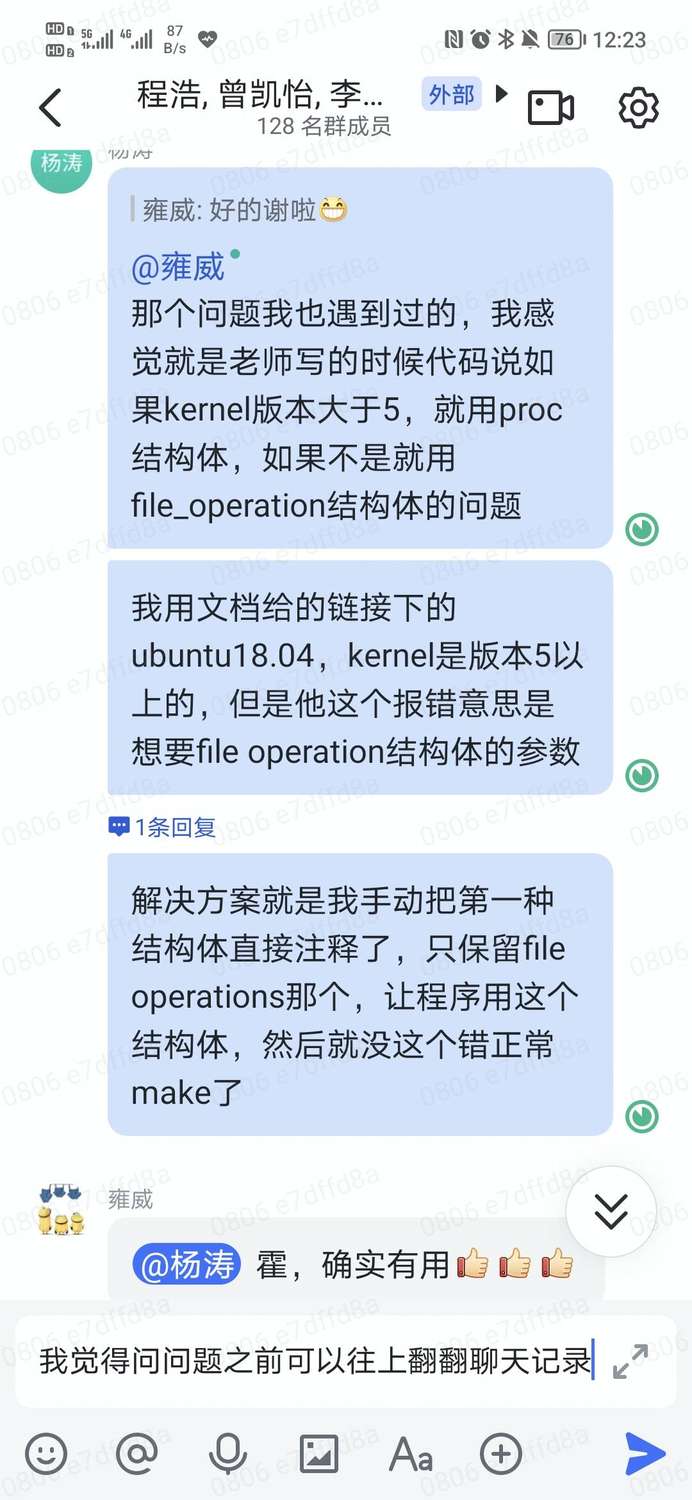 HD 1 5G 4G 87 76 12:23
HD 2 B/s
程浩, 曾凯怡, 李... 外部
128 名群成员
杨涛 杨涛
雍威: 好的谢啦
@雍威
那个问题我也遇到过的，我感
觉就是老师写的时候代码说如
果kernel版本大于5，就用proc
结构体，如果不是就用
file_operation结构体的问题
我用文档给的链接下的
ubuntu18.04，kernel是版本5以
上的，但是他这个报错意思是
想要file operation结构体的参数
1条回复
解决方案就是我手动把第一种
结构体直接注释了，只保留file
operations那个，让程序用这个
结构体，然后就没这个错正常
make了
雍威
@杨涛 霍，确实有用
我觉得问问题之前可以往上翻翻聊天记录
Aa
0806 e7dffd8a